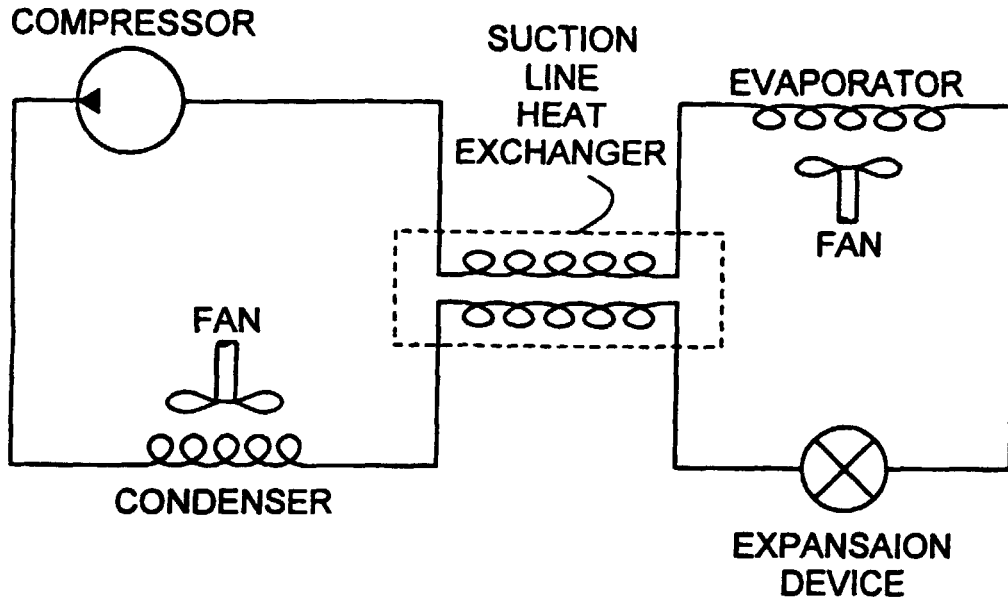 COMPRESSOR
SUCTION
LINE
HEAT
EXCHANGER
EVAPORATOR
FAN
FAN
CONDENSER
EXPANSAION
DEVICE